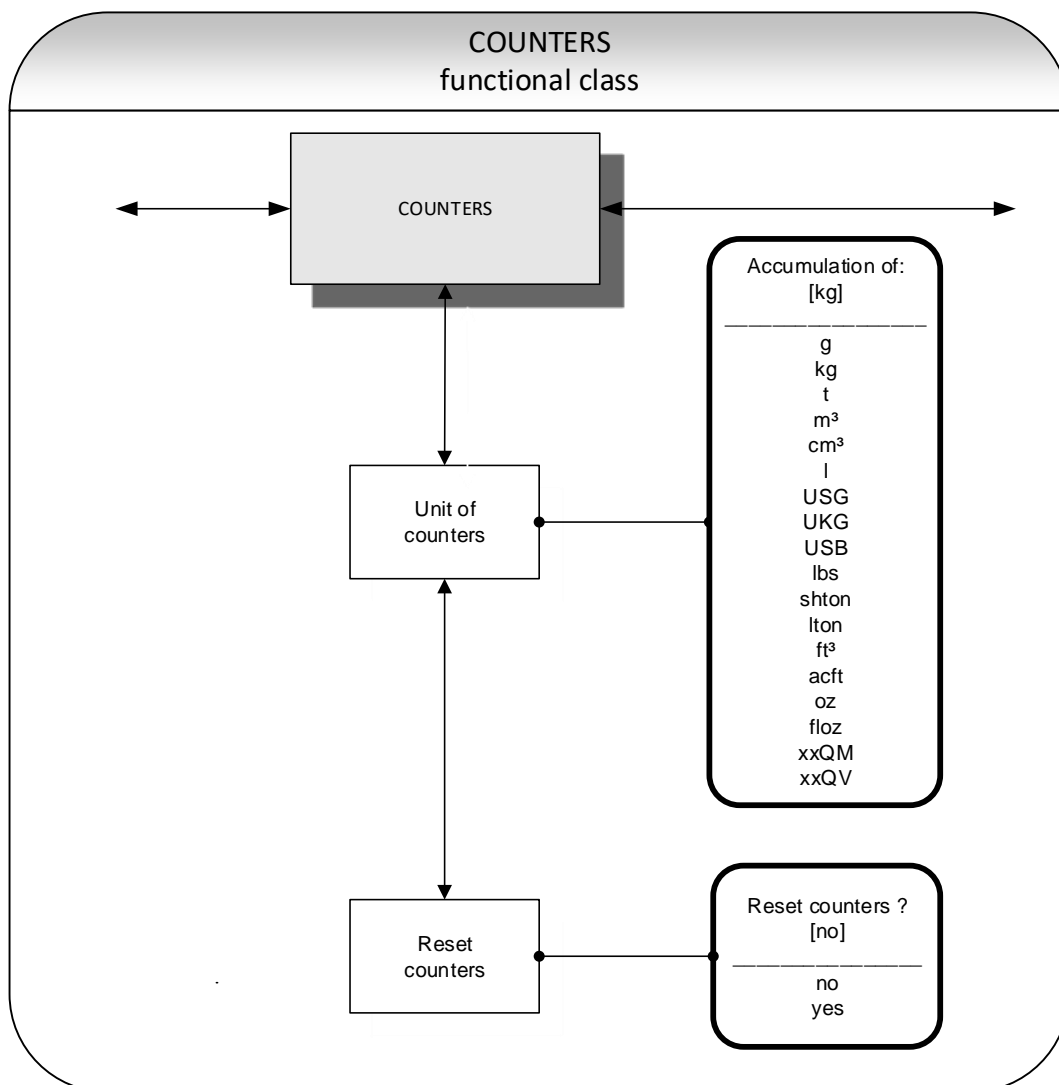 COUNTERS
functional class
COUNTERS
Accumulation of:
[kg]
g
kg
t
m³
cm³
l
USG
UKG
USB
lbs
shton
lton
ft³
acft
oz
floz
xxQM
xxQV
Unit of
counters
Reset
counters
Reset counters ?
[no]
no
yes